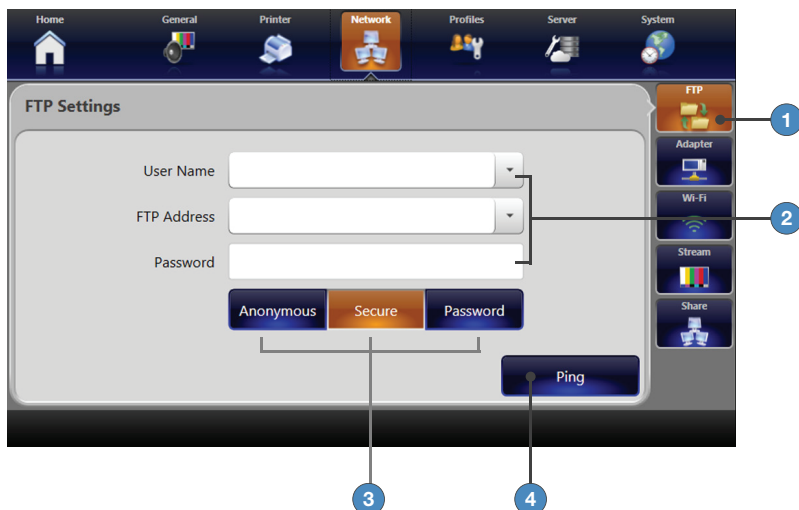 Home General Printer Network Profiles Server System
FTP Settings
FTP
1
Adapter
User Name
Wi-Fi
FTP Address
2
Stream
Password
Share
Anonymous Secure Password
Ping
3 4